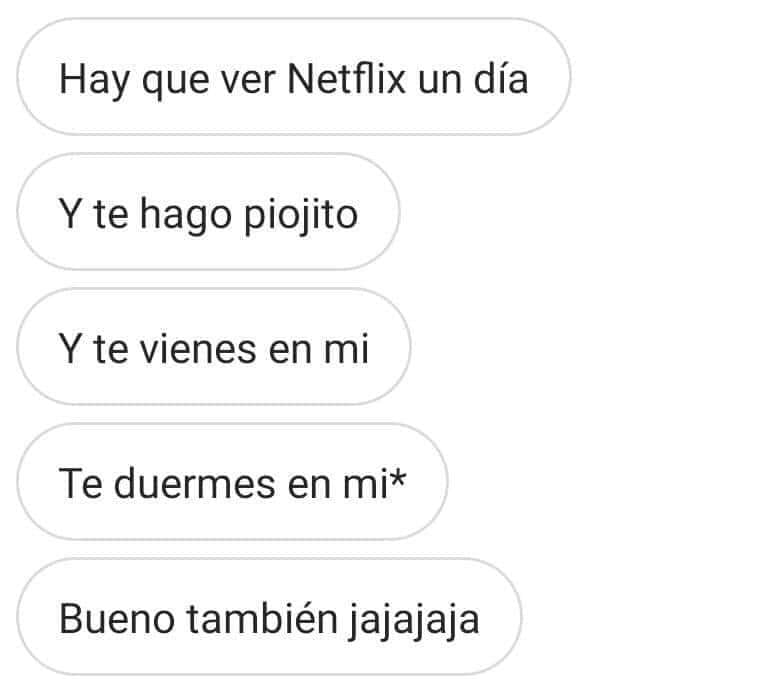 Hay que ver Netflix un día
Y te hago piojito
Y te vienes en mi
Te duermes en mi*
Bueno también jajajaja